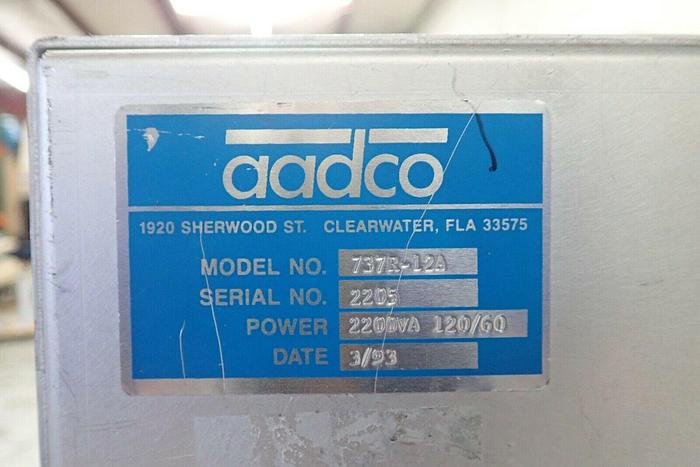 aadco
1920 SHERWOOD ST. CLEARWATER, FLA 33575
MODEL NO. 737R-12A
SERIAL NO. 2205
POWER 2200VA 120/60
DATE 3/93